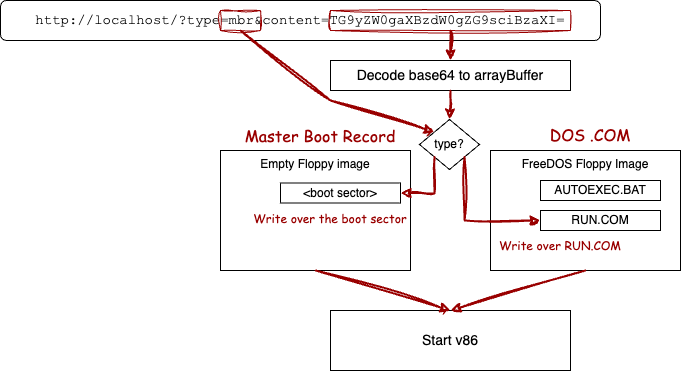 http://localhost/?type=mbr&content=TG9yZW0gaXBzdW0gZG9sciBzaXI=
Decode base64 to arrayBuffer
type?
Master Boot Record
DOS .COM
Empty Floppy image
FreeDOS Floppy Image
<boot sector>
AUTOEXEC.BAT
Write over the boot sector
RUN.COM
Write over RUN.COM
Start v86